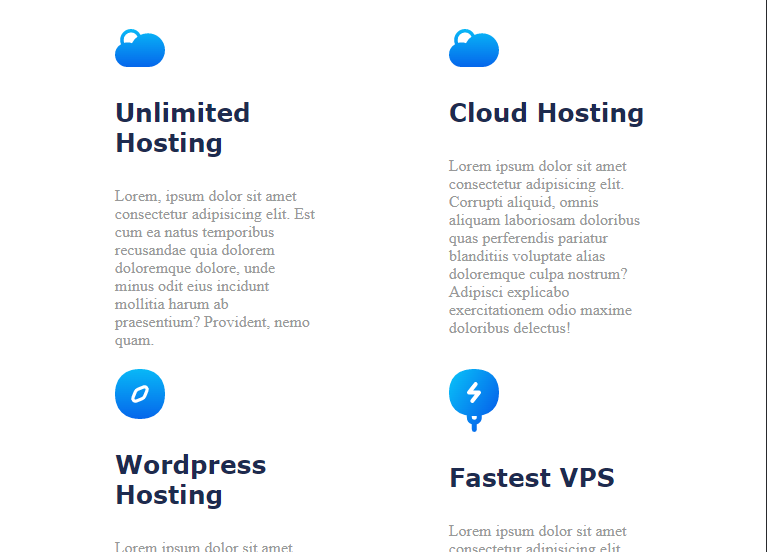 Unlimited
Hosting
Lorem, ipsum dolor sit amet
consectetur adipisicing elit. Est
cum ea natus temporibus
recusandae quia dolorem
doloremque dolore, unde
minus odit eius incidunt
mollitia harum ab
praesentium? Provident, nemo
quam.
Cloud Hosting
Lorem ipsum dolor sit amet
consectetur adipisicing elit.
Corrupti aliquid, omnis
aliquam laboriosam doloribus
quas perferendis pariatur
blanditiis voluptate alias
doloremque culpa nostrum?
Adipisci explicabo
exercitationem odio maxime
doloribus delectus!
Wordpress
Hosting
Lorem ipsum dolor sit amet
Fastest VPS
Lorem ipsum dolor sit amet
consectetur adipisicing elit